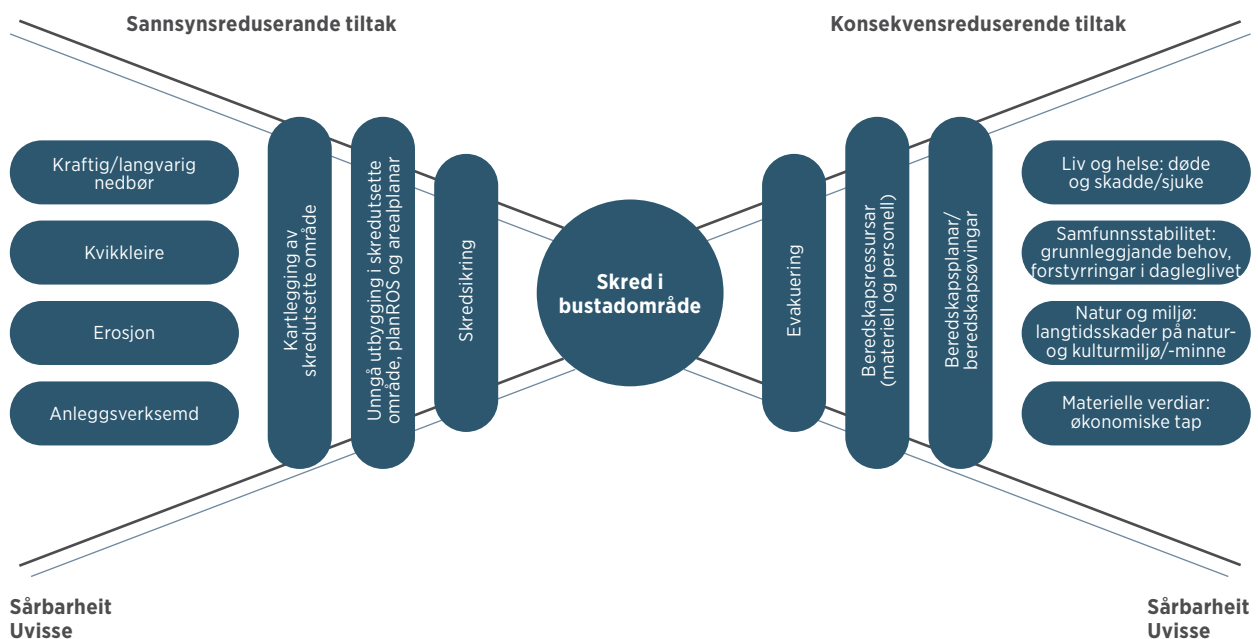 Sannsynsreduserande tiltak
Konsekvensreduserende tiltak
Kraftig/langvarig
nedbør
Kvikkleire
Erosjon
Anleggsverksemd
Kartlegging av
skredutsette område
Unngå utbygging i skredutsette
område, planROS og arealplanar
Skredsikring
Skred i
bustadområde
Evakuering
Beredskapsressursar
(materiell og personell)
Beredskapsplanar/
beredskapsøvingar
Liv og helse: døde
og skadde/sjuke
Samfunnsstabilitet:
grunnleggjande behov,
forstyrringar i dagleglivet
Natur og miljø:
langtidsskader på natur-
og kulturmiljø/-minne
Materielle verdiar:
økonomiske tap
Sårbarheit
Uvisse
Sårbarheit
Uvisse